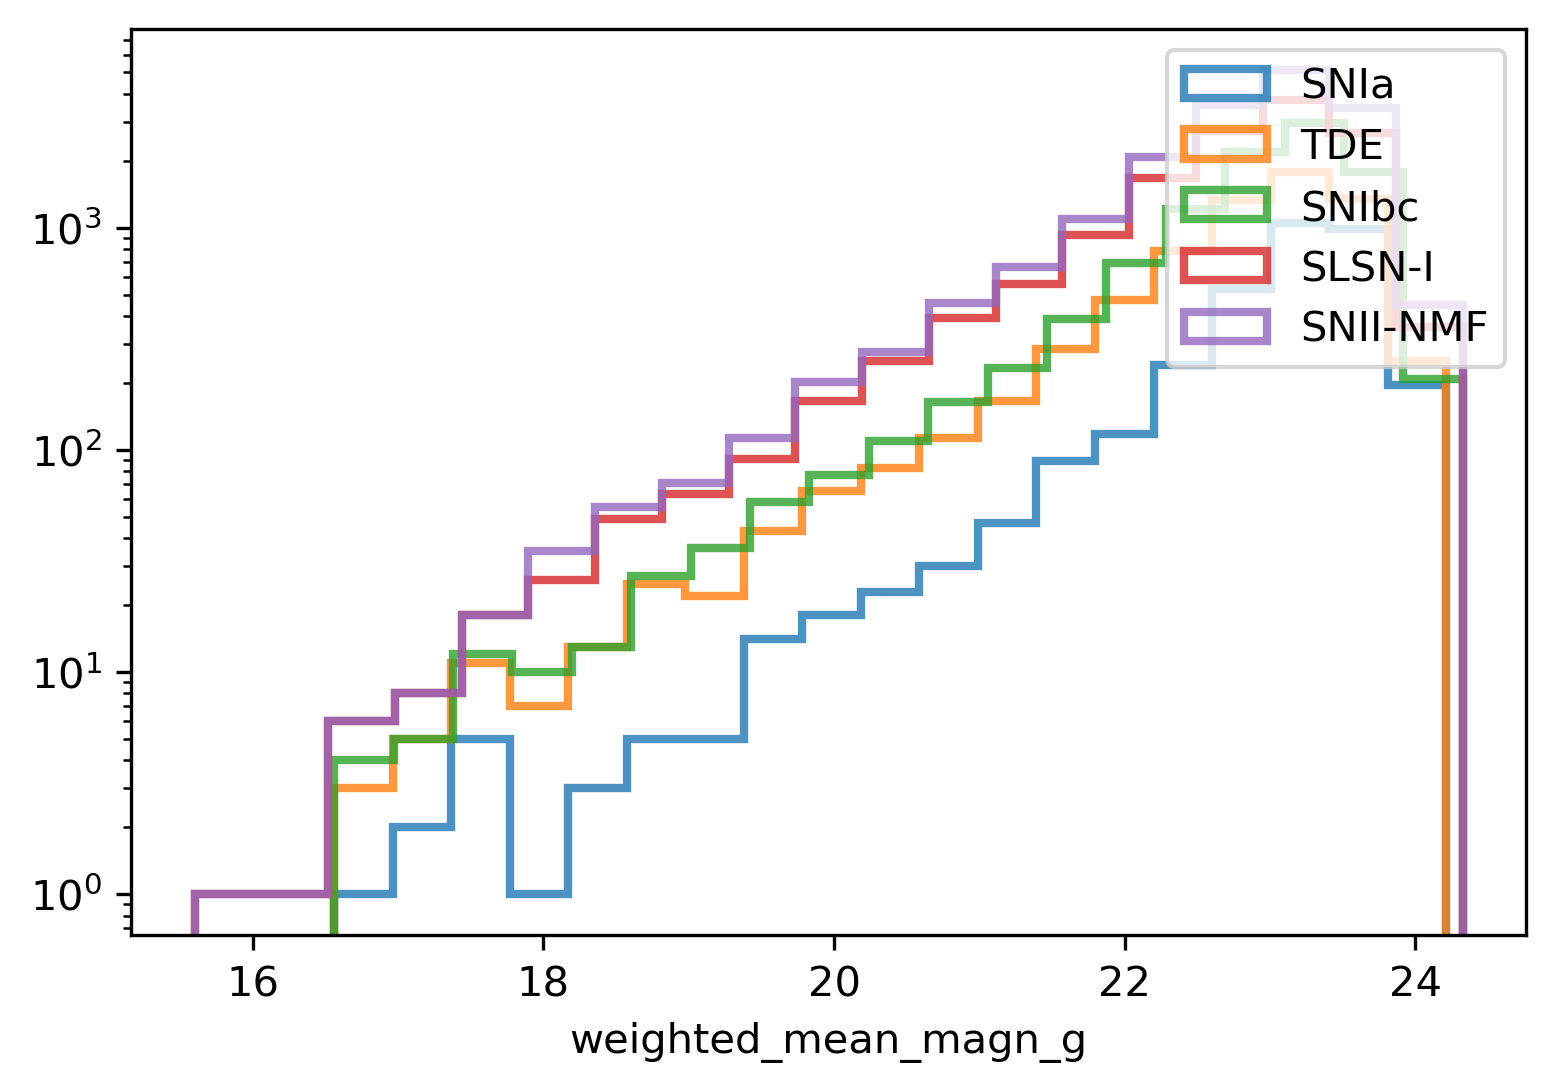 SNIa
TDE
SNIbc
SLSN-I
SNII-NMF
10³
10²
10¹
10⁰
16 18 20 22 24
weighted_mean_magn_g